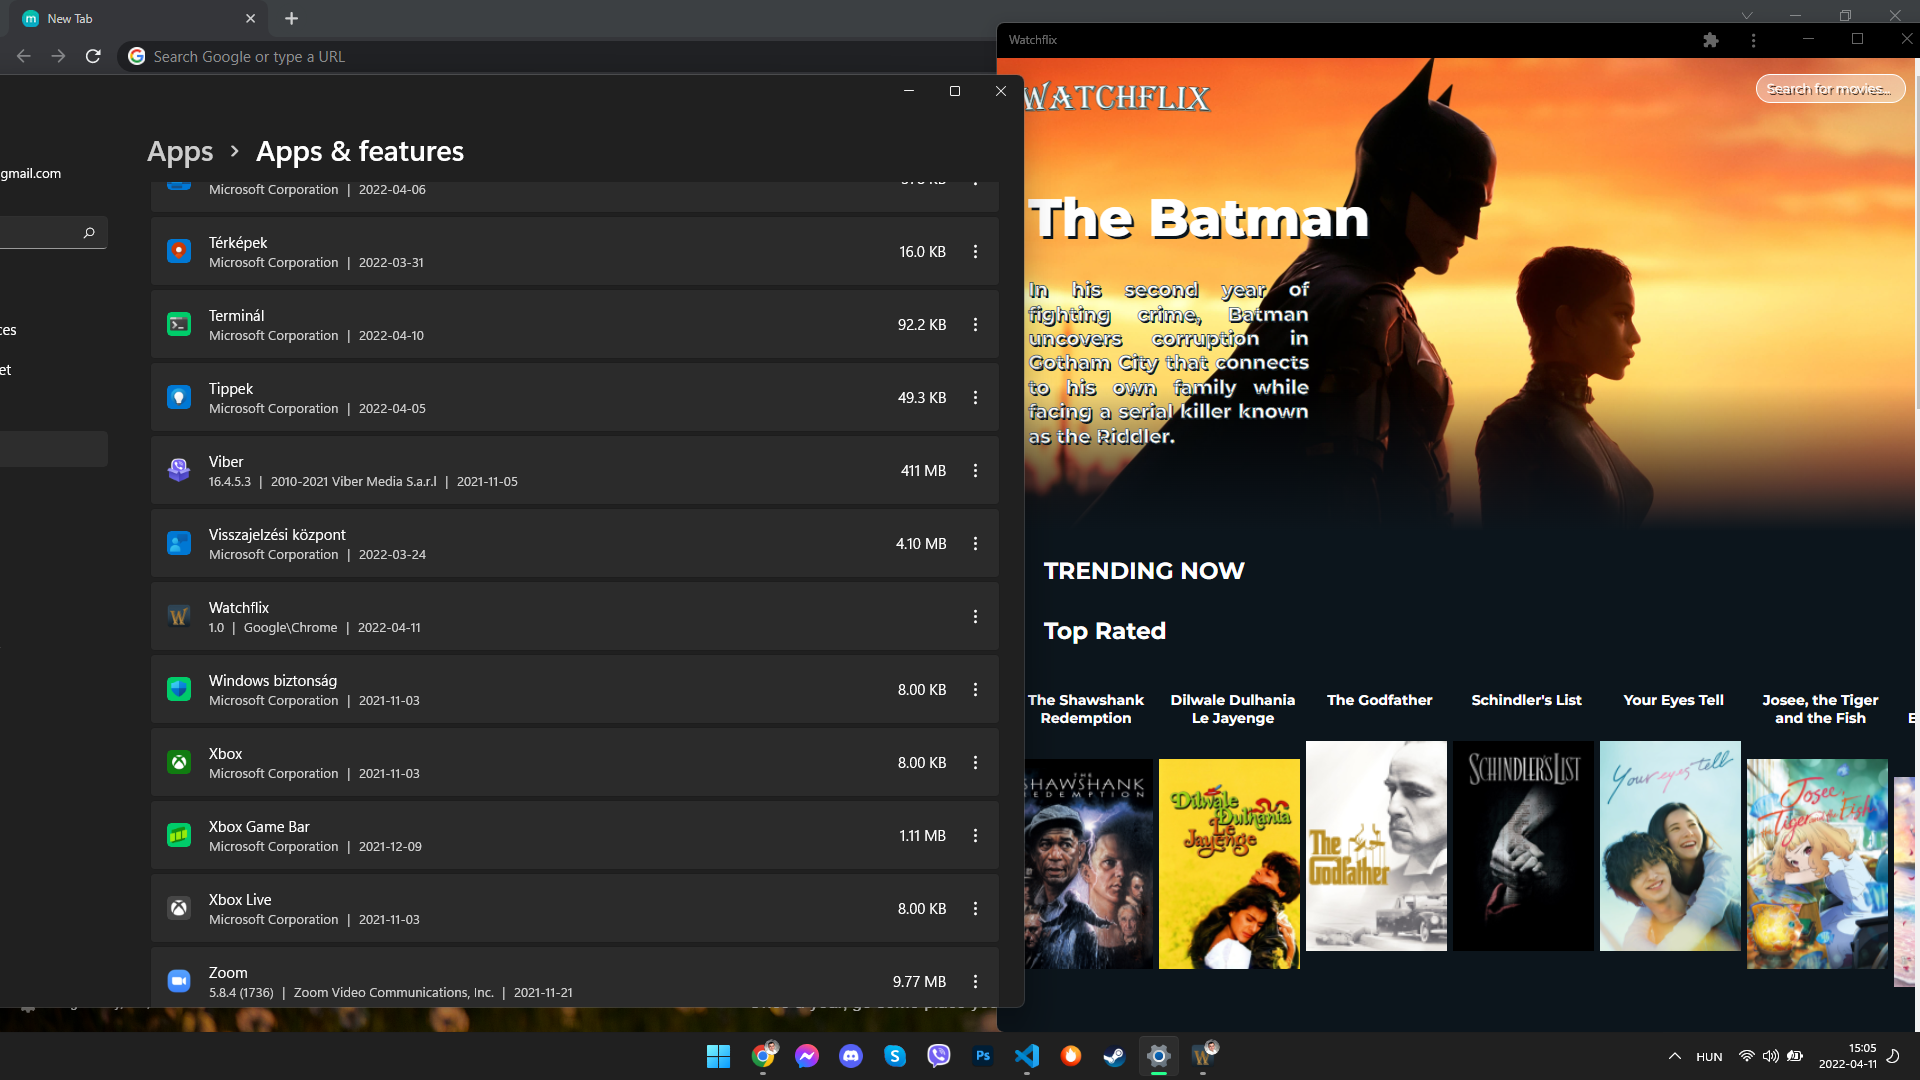 New Tab
Search Google or type a URL
Watchflix
WATCHFLIX
Search for movies...
gmail.com
ces
et
Apps > Apps & features
Microsoft Corporation | 2022-04-06
Térképek
Microsoft Corporation | 2022-03-31
16.0 KB
Terminál
Microsoft Corporation | 2022-04-10
92.2 KB
Tippek
Microsoft Corporation | 2022-04-05
49.3 KB
Viber
16.4.5.3 | 2010-2021 Viber Media S.a.r.l | 2021-11-05
411 MB
Visszajelzési központ
Microsoft Corporation | 2022-03-24
4.10 MB
Watchflix
1.0 | Google\Chrome | 2022-04-11
Windows biztonság
Microsoft Corporation | 2021-11-03
8.00 KB
Xbox
Microsoft Corporation | 2021-11-03
8.00 KB
Xbox Game Bar
Microsoft Corporation | 2021-12-09
1.11 MB
Xbox Live
Microsoft Corporation | 2021-11-03
8.00 KB
Zoom
5.8.4 (1736) | Zoom Video Communications, Inc. | 2021-11-21
9.77 MB
The Batman
In his second year of
fighting crime, Batman
uncovers corruption in
Gotham City that connects
to his own family while
facing a serial killer known
as the Riddler.
TRENDING NOW
Top Rated
The Shawshank
Redemption
Dilwale Dulhania
Le Jayenge
The Godfather
Schindler's List
Your Eyes Tell
Josee, the Tiger
and the Fish
THE
SHAWSHANK
REDEMPTION
Dilwale
Dulhania
Le
Jayenge
The
Godfather
SCHINDLER'S LIST
Your eyes tell
Josee,
the Tiger
and the Fish
Ps
HUN
15:05
2022-04-11